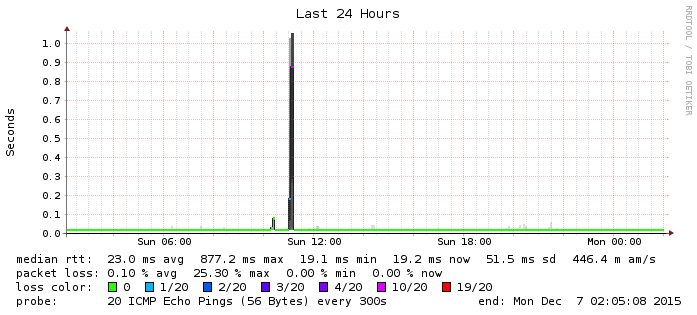 Last 24 Hours
RRDTOOL / TOBI OETIKER
Seconds
1.0
0.9
0.8
0.7
0.6
0.5
0.4
0.3
0.2
0.1
0.0
Sun 06:00 Sun 12:00 Sun 18:00 Mon 00:00
median rtt: 23.0 ms avg 877.2 ms max 19.1 ms min 19.2 ms now 51.5 ms sd 446.4 m am/s
packet loss: 0.10 % avg 25.30 % max 0.00 % min 0.00 % now
loss color: 0 1/20 2/20 3/20 4/20 10/20 19/20
probe: 20 ICMP Echo Pings (56 Bytes) every 300s end: Mon Dec 7 02:05:08 2015